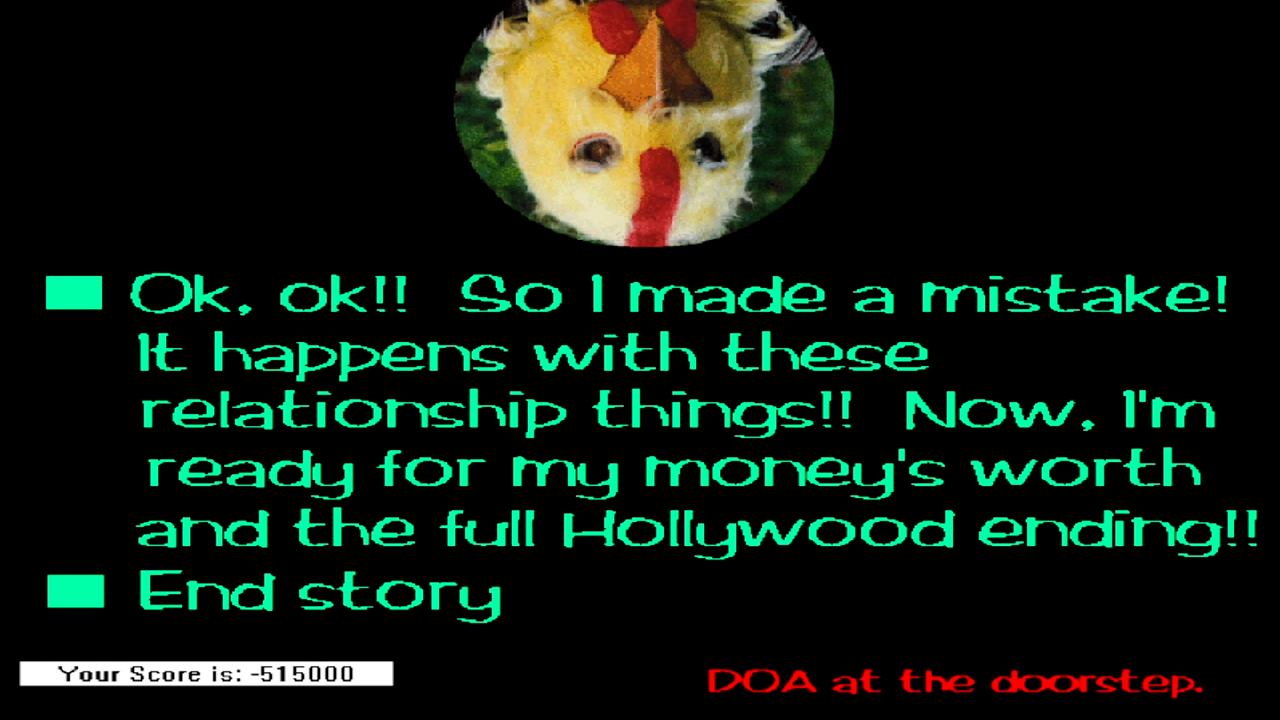 Ok, ok!! So I made a mistake!
It happens with these
relationship things!! Now, I'm
ready for my money's worth
and the full Hollywood ending!!
End story
Your Score is: -515000
DOA at the doorstep.